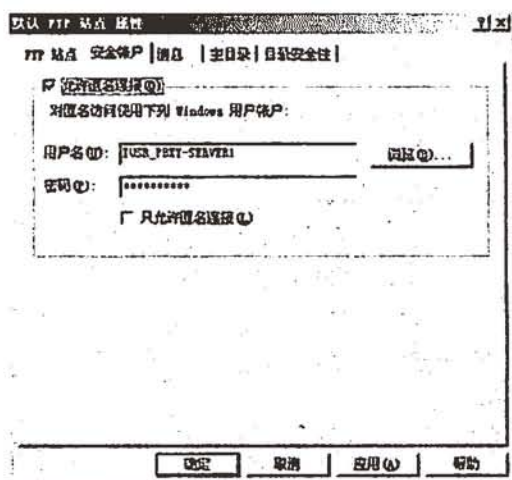 默认 FTP 站点 属性
FTP 站点 安全帐户 消息 主目录 目录安全性
允许匿名连接(O)
对匿名访问使用下列 Windows 用户帐户:
用户名(U): 浏览(B)...
密码(P): **********
只允许匿名连接(L)
确定 取消 应用(A) 帮助